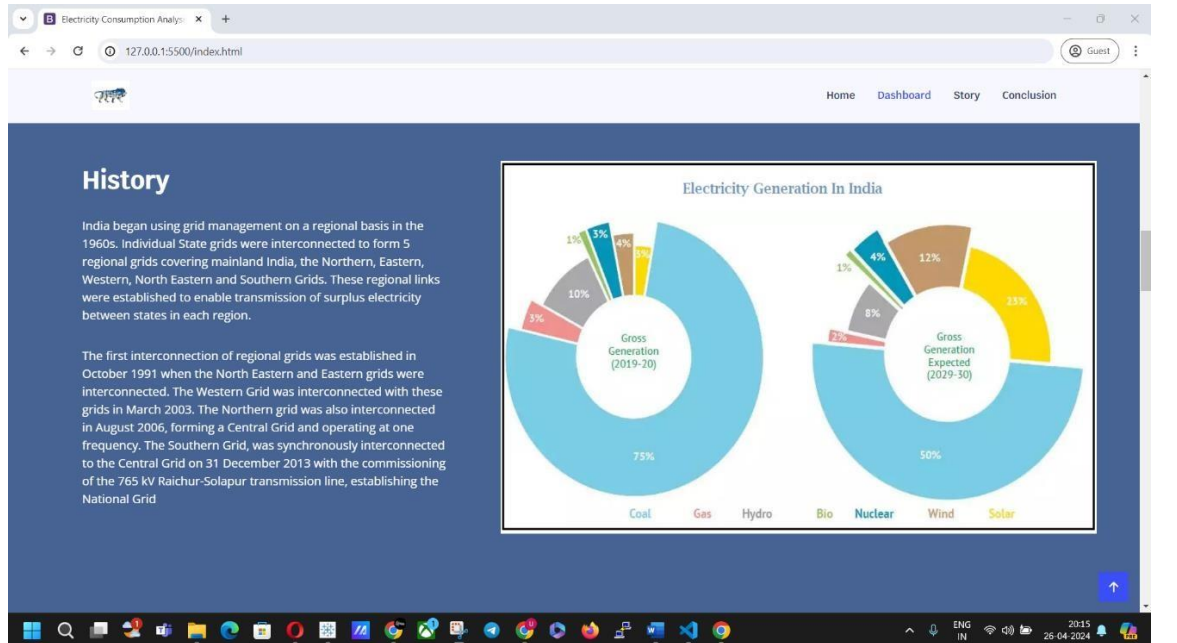 Electricity Consumption Analys
127.0.0.1:5500/index.html
Guest
Home Dashboard Story Conclusion
History
India began using grid management on a regional basis in the
1960s. Individual State grids were interconnected to form 5
regional grids covering mainland India, the Northern, Eastern,
Western, North Eastern and Southern Grids. These regional links
were established to enable transmission of surplus electricity
between states in each region.
The first interconnection of regional grids was established in
October 1991 when the North Eastern and Eastern grids were
interconnected. The Western Grid was interconnected with these
grids in March 2003. The Northern grid was also interconnected
in August 2006, forming a Central Grid and operating at one
frequency. The Southern Grid, was synchronously interconnected
to the Central Grid on 31 December 2013 with the commissioning
of the 765 kV Raichur-Solapur transmission line, establishing the
National Grid
Electricity Generation In India
1% 3% 4% 5%
10%
3%
75%
Gross
Generation
(2019-20)
1% 4% 12%
23%
8%
2%
50%
Gross
Generation
Expected
(2029-30)
Coal Gas Hydro Bio Nuclear Wind Solar
ENG
IN
20:15
26-04-2024